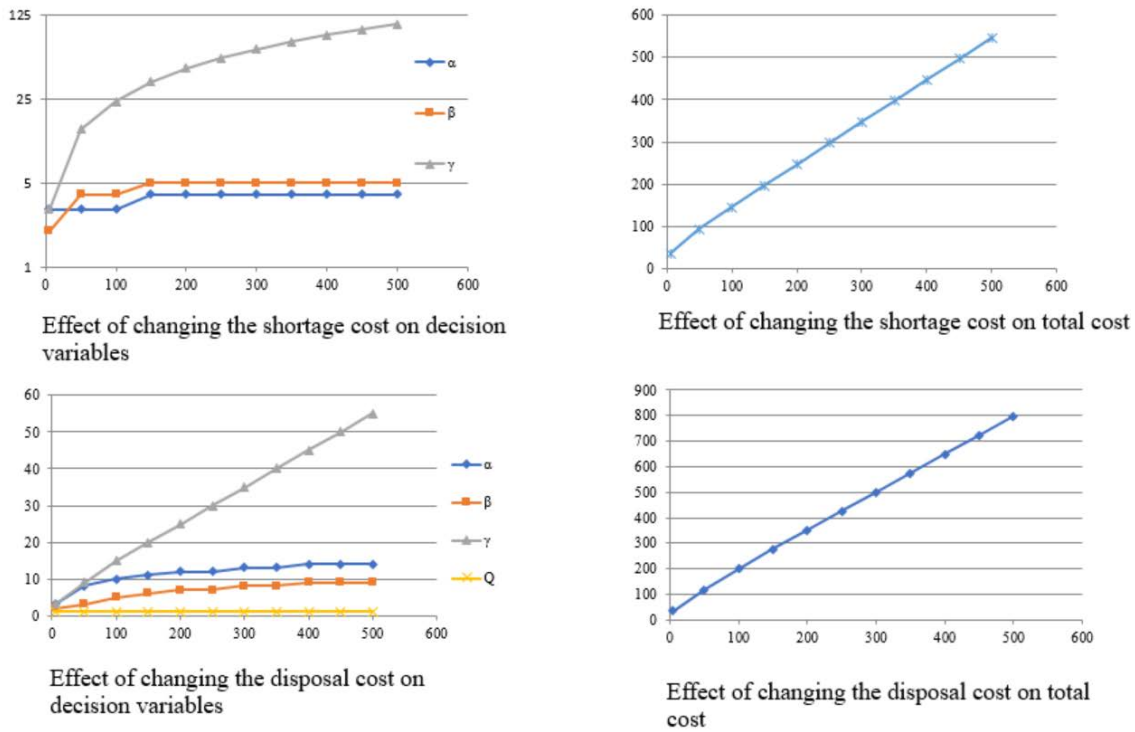 125
25
5
1
0 100 200 300 400 500 600
α
β
γ
Effect of changing the shortage cost on decision
variables
600
500
400
300
200
100
0
0 100 200 300 400 500 600
Effect of changing the shortage cost on total cost
60
50
40
30
20
10
0
0 100 200 300 400 500 600
α
β
γ
Q
Effect of changing the disposal cost on
decision variables
900
800
700
600
500
400
300
200
100
0
0 100 200 300 400 500 600
Effect of changing the disposal cost on total
cost